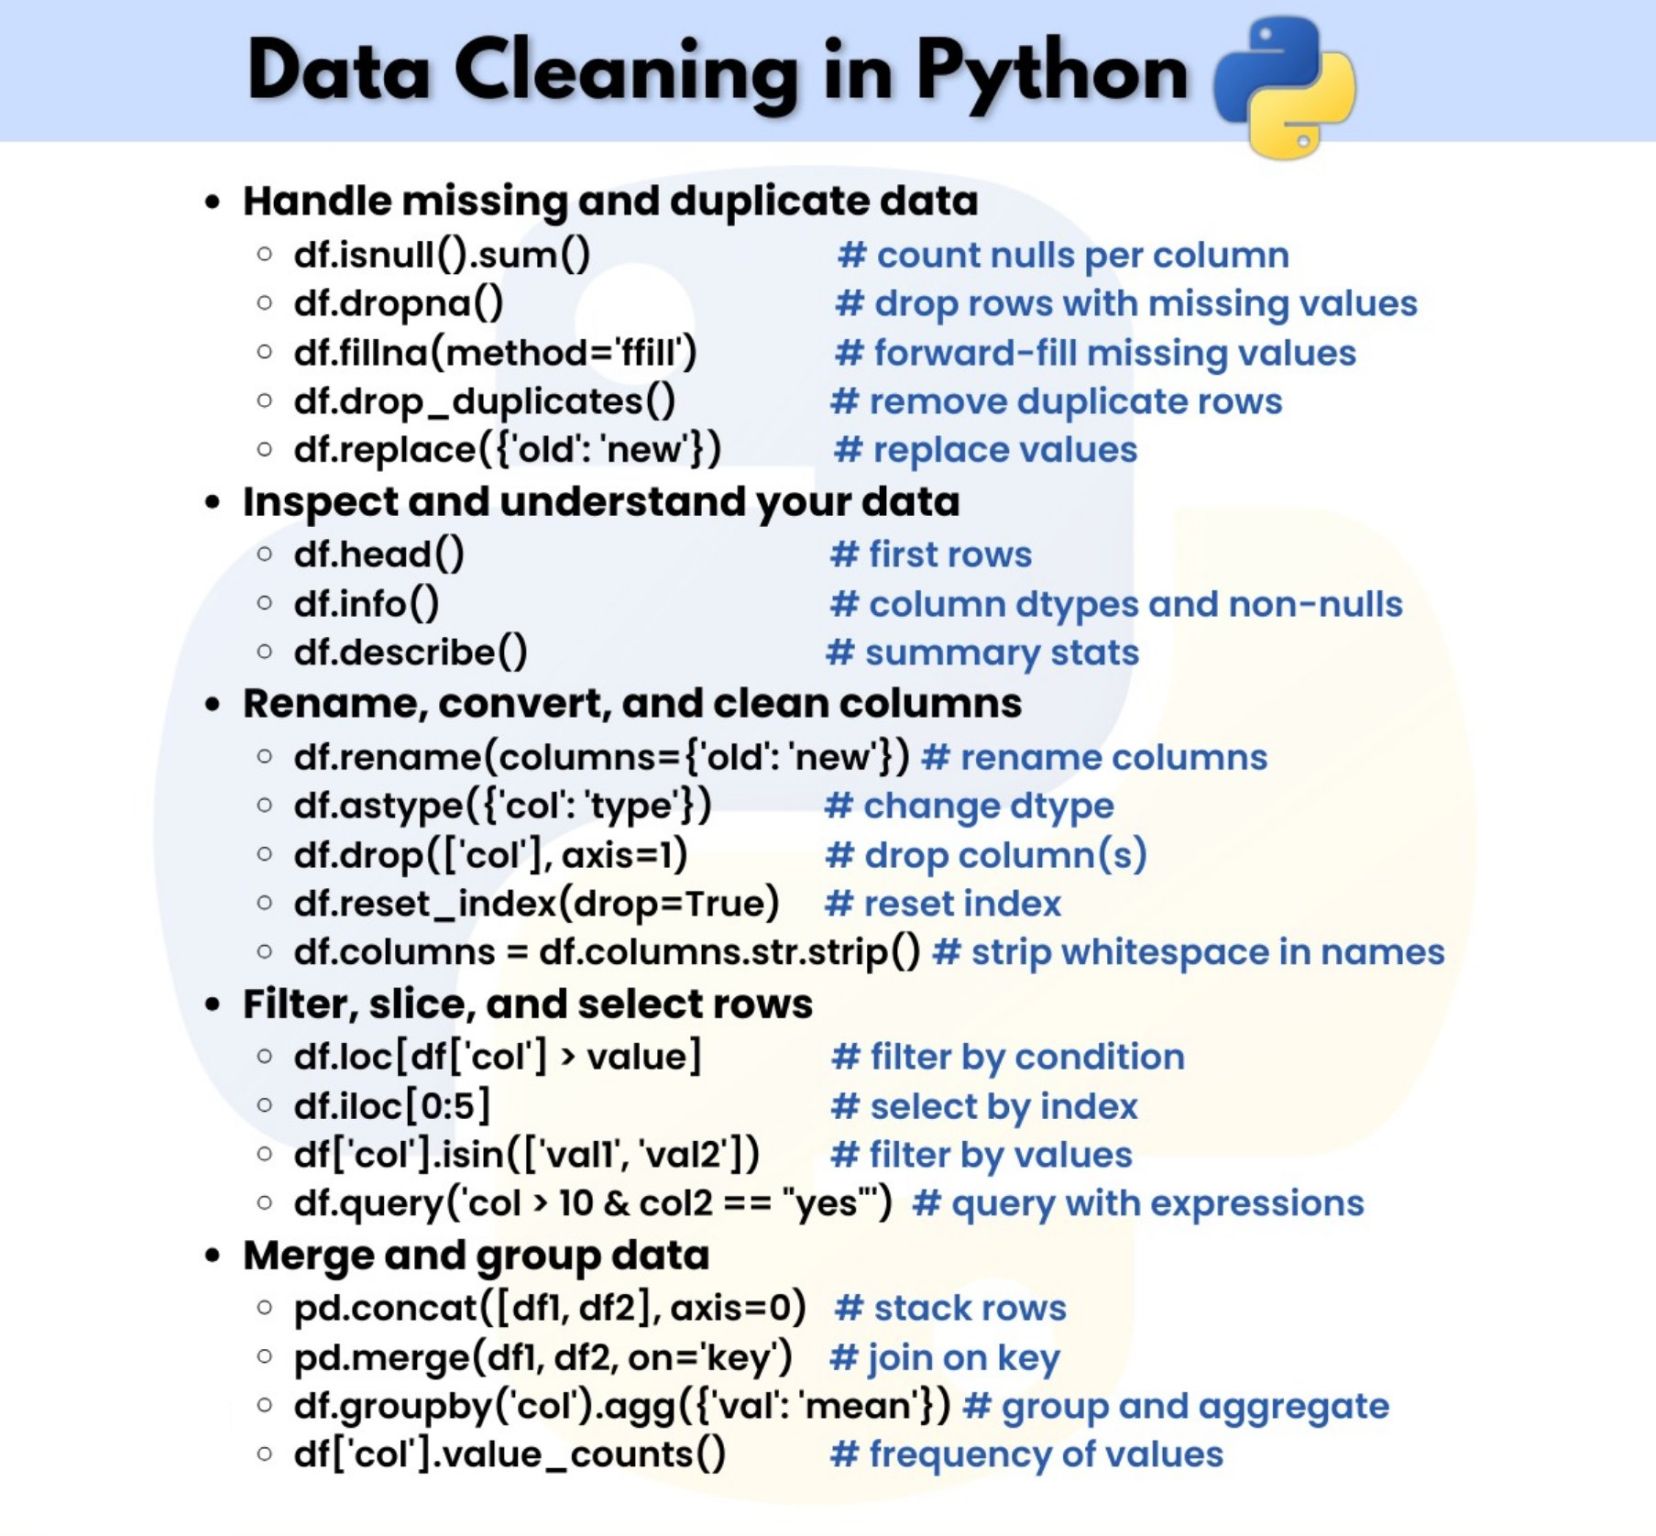 Data Cleaning in Python
• Handle missing and duplicate data
○ df.isnull().sum() # count nulls per column
○ df.dropna() # drop rows with missing values
○ df.fillna(method='ffill') # forward-fill missing values
○ df.drop_duplicates() # remove duplicate rows
○ df.replace({'old': 'new'}) # replace values
• Inspect and understand your data
○ df.head() # first rows
○ df.info() # column dtypes and non-nulls
○ df.describe() # summary stats
• Rename, convert, and clean columns
○ df.rename(columns={'old': 'new'}) # rename columns
○ df.astype({'col': 'type'}) # change dtype
○ df.drop(['col'], axis=1) # drop column(s)
○ df.reset_index(drop=True) # reset index
○ df.columns = df.columns.str.strip() # strip whitespace in names
• Filter, slice, and select rows
○ df.loc[df['col'] > value] # filter by condition
○ df.iloc[0:5] # select by index
○ df['col'].isin(['val1', 'val2']) # filter by values
○ df.query('col > 10 & col2 == "yes"') # query with expressions
• Merge and group data
○ pd.concat([df1, df2], axis=0) # stack rows
○ pd.merge(df1, df2, on='key') # join on key
○ df.groupby('col').agg({'val': 'mean'}) # group and aggregate
○ df['col'].value_counts() # frequency of values